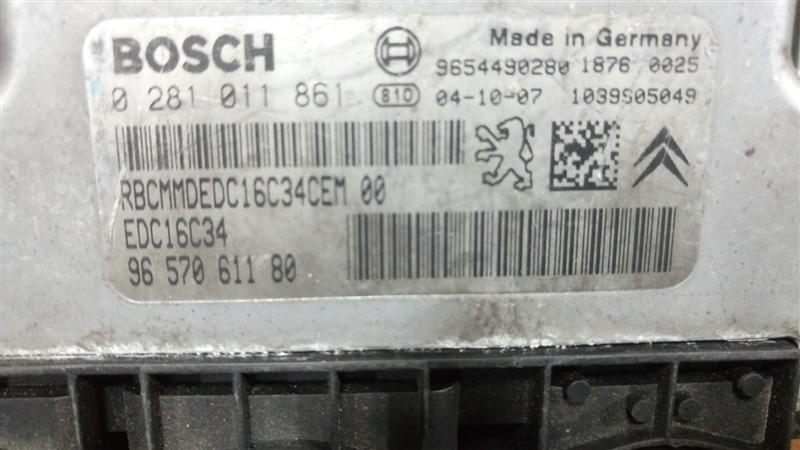 BOSCH
Made in Germany
9654490280 1876 0025
0 281 011 861 810 04-10-07 1039S05049
RBCMMDEDC16C34CEM 00
EDC16C34
96 570 611 80